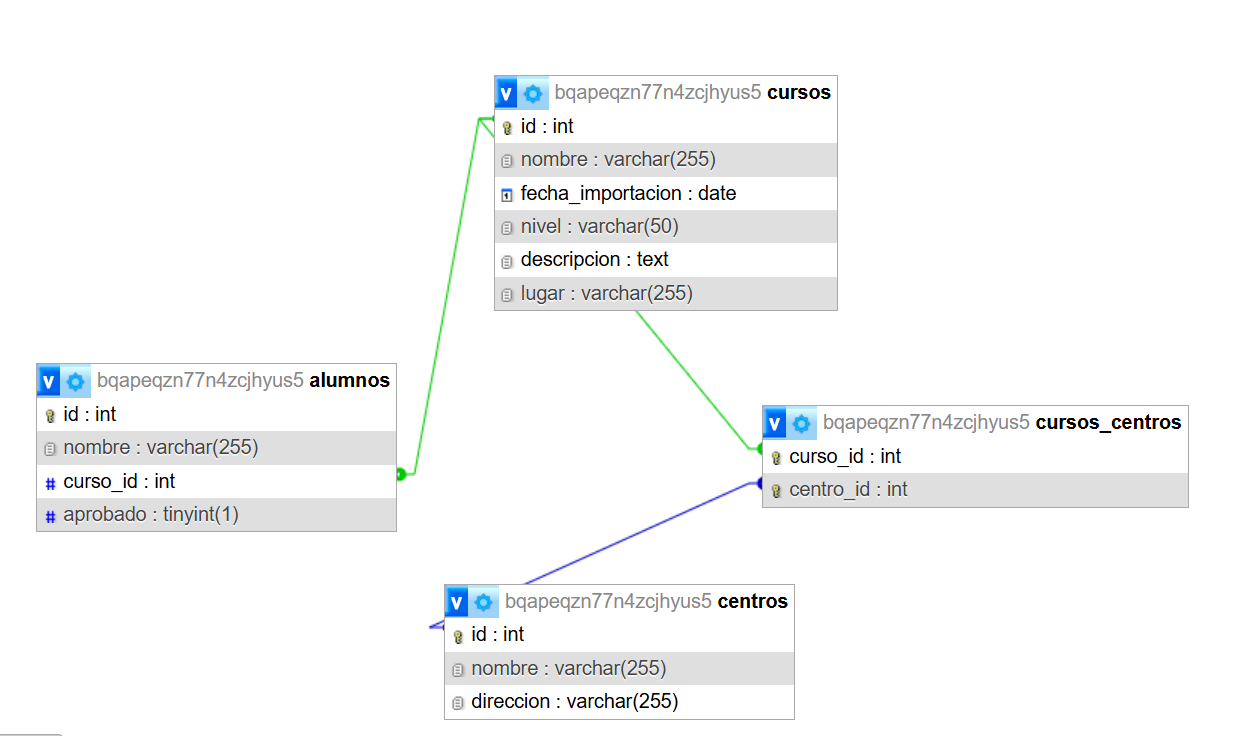 v bqapeqzn77n4zcjhyus5 cursos
id : int
nombre : varchar(255)
fecha_importacion : date
nivel : varchar(50)
descripcion : text
lugar : varchar(255)
v bqapeqzn77n4zcjhyus5 alumnos
id : int
nombre : varchar(255)
# curso_id : int
# aprobado : tinyint(1)
v bqapeqzn77n4zcjhyus5 cursos_centros
curso_id : int
centro_id : int
v bqapeqzn77n4zcjhyus5 centros
id : int
nombre : varchar(255)
direccion : varchar(255)